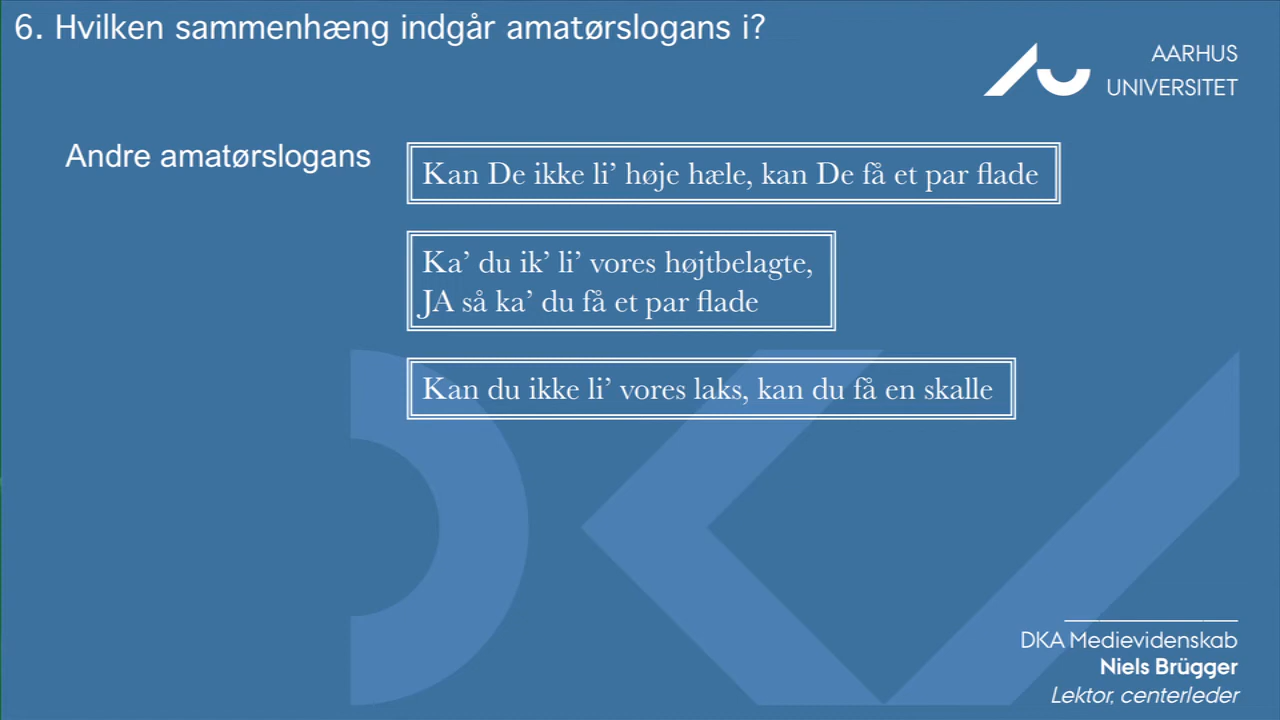 6. Hvilken sammenhæng indgår amatørslogans i?
AARHUS
UNIVERSITET
Andre amatørslogans
Kan De ikke li’ høje hæle, kan De få et par flade
Ka’ du ik’ li’ vores højtbelagte,
JA så ka’ du få et par flade
Kan du ikke li’ vores laks, kan du få en skalle
DKA Medievidenskab
Niels Brügger
Lektor, centerleder